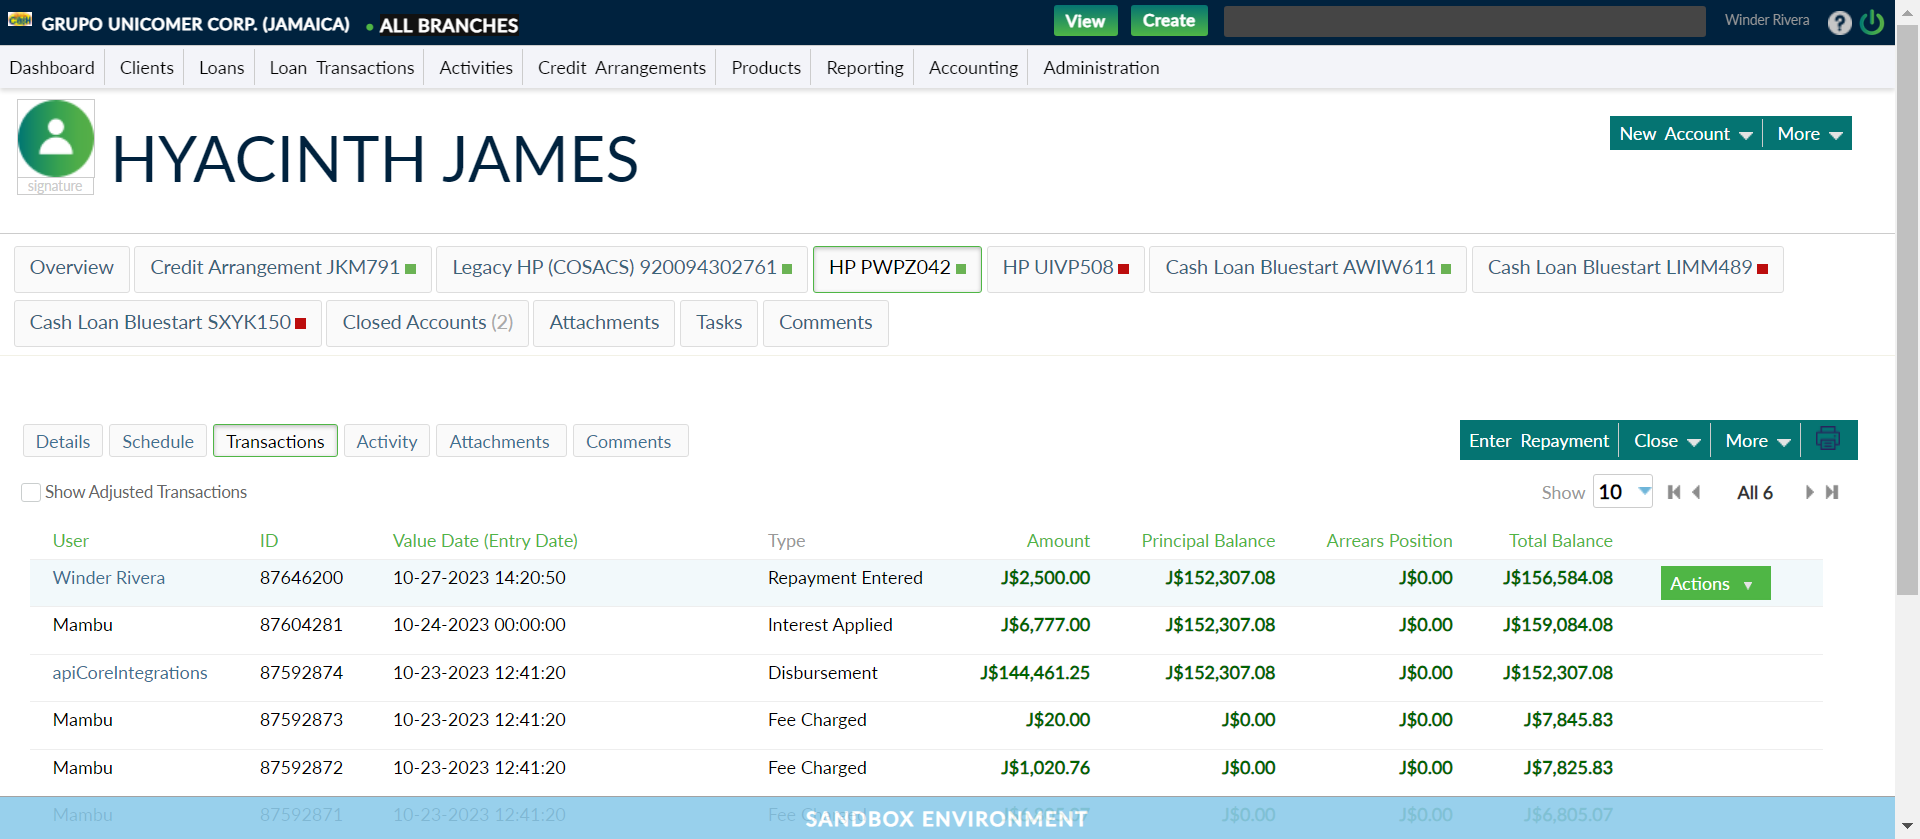 Cash GRUPO UNICOMER CORP. (JAMAICA) ALL BRANCHES View Create Winder Rivera ?
Dashboard Clients Loans Loan Transactions Activities Credit Arrangements Products Reporting Accounting Administration
HYACINTH JAMES
signature
New Account More
Overview Credit Arrangement JKM791 Legacy HP (COSACS) 920094302761 HP PWPZ042 HP UIVP508 Cash Loan Bluestart AWIW611 Cash Loan Bluestart LIMM489
Cash Loan Bluestart SXYK150 Closed Accounts (2) Attachments Tasks Comments
Details Schedule Transactions Activity Attachments Comments Enter Repayment Close More
Show Adjusted Transactions Show 10 All 6
User ID Value Date (Entry Date) Type Amount Principal Balance Arrears Position Total Balance
Winder Rivera 87646200 10-27-2023 14:20:50 Repayment Entered J$2,500.00 J$152,307.08 J$0.00 J$156,584.08 Actions
Mambu 87604281 10-24-2023 00:00:00 Interest Applied J$6,777.00 J$152,307.08 J$0.00 J$159,084.08
apiCoreIntegrations 87592874 10-23-2023 12:41:20 Disbursement J$144,461.25 J$152,307.08 J$0.00 J$152,307.08
Mambu 87592873 10-23-2023 12:41:20 Fee Charged J$20.00 J$0.00 J$0.00 J$7,845.83
Mambu 87592872 10-23-2023 12:41:20 Fee Charged J$1,020.76 J$0.00 J$0.00 J$7,825.83
Mambu 87592871 10-23-2023 12:41:20 Fee J$0.00 J$0.00 J$6,805.07
SANDBOX ENVIRONMENT